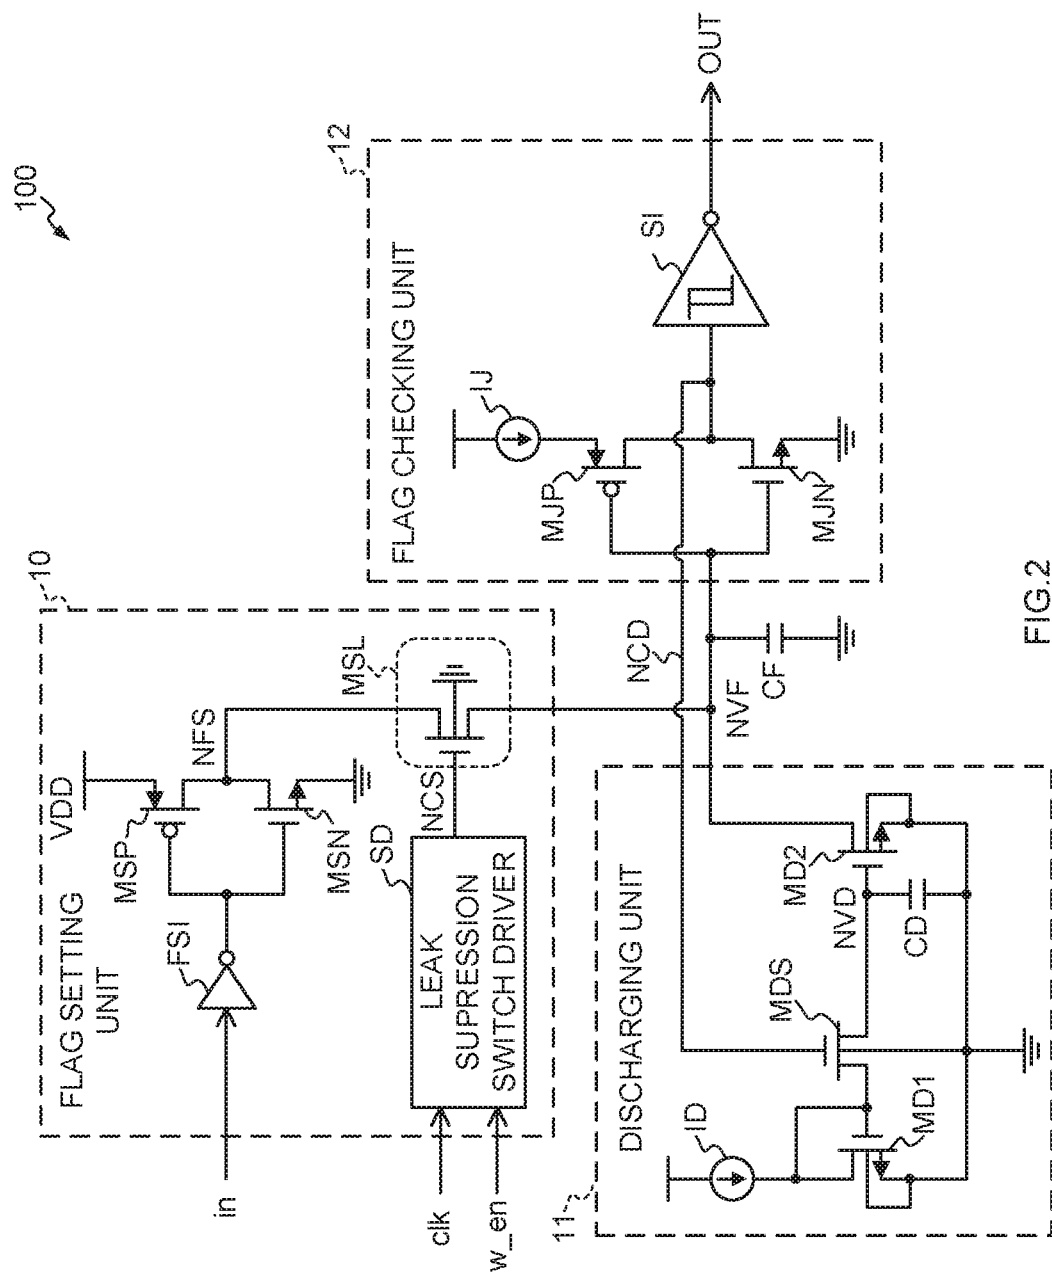 100
10
FLAG SETTING
UNIT
VDD
MSP
NFS
FSI
MSN
MSL
SD
NCS
LEAK
SUPRESSION
SWITCH DRIVER
in
clk
w_en
12
FLAG CHECKING UNIT
IJ
MJP
MJN
SI
OUT
NCD
NVF
CF
11
DISCHARGING UNIT
ID
MD1
MDS
NVD
MD2
CD
FIG.2